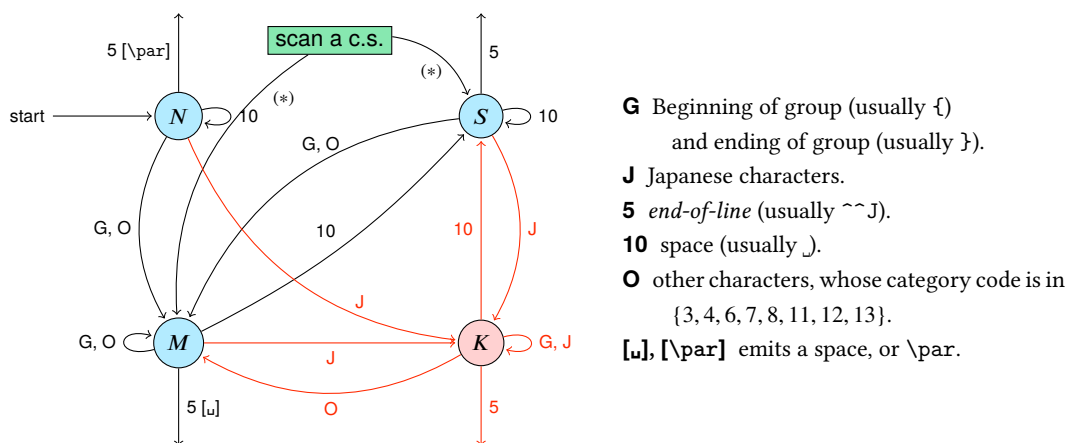 5 [\par]
scan a c.s.
5
(∗)
(∗)
start
N
10
S
10
G, O
G, O
10
10
J
J
G, O
M
J
K
G, J
O
5 [␣]
5
G Beginning of group (usually {)
and ending of group (usually }).
J Japanese characters.
5 end-of-line (usually ^^J).
10 space (usually ␣).
O other characters, whose category code is in
{3, 4, 6, 7, 8, 11, 12, 13}.
[␣], [\par] emits a space, or \par.